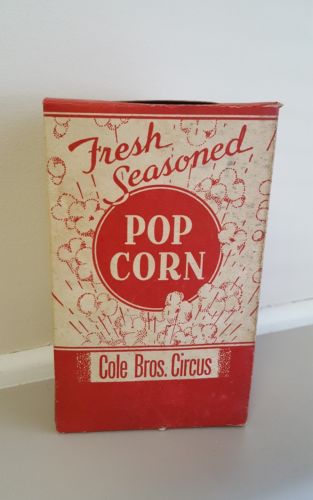 Fresh
Seasoned
POP
CORN
Cole Bros. Circus